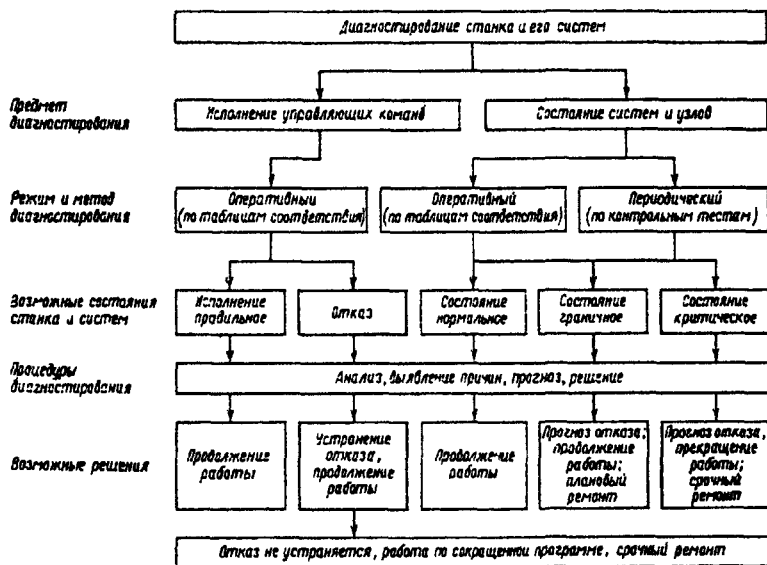 Диагностирование станка и его систем
Предмет
диагностирования
Исполнение управляющих команд
Состояние систем и узлов
Режим и метод
диагностирования
Оперативный
(по таблицам соответствия)
Оперативный
(по таблицам соответствия)
Периодический
(по контрольным тестам)
Возможные состояния
станка и систем
Исполнение
правильное
Отказ
Состояние
нормальное
Состояние
граничное
Состояние
критическое
Процедуры
диагностирования
Анализ, выявление причин, прогноз, решение
Возможные решения
Продолжение
работы
Устранение
отказа,
продолжение
работы
Продолжение
работы
Прогноз отказа;
продолжение
работы;
плановый
ремонт
Прогноз отказа,
прекращение
работы;
срочный
ремонт
Отказ не устраняется, работа по сокращенной программе, срочный ремонт